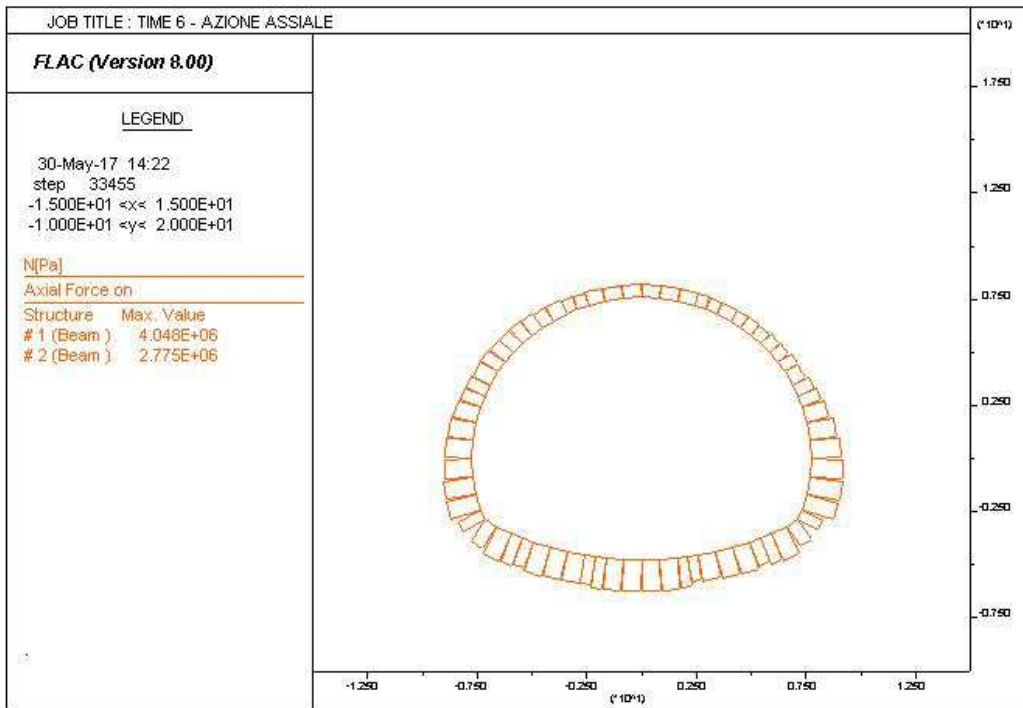 JOB TITLE : TIME 6 - AZIONE ASSIALE
(*10^1)
FLAC (Version 8.00)
LEGEND
30-May-17 14:22
step 33455
-1.500E+01 <x< 1.500E+01
-1.000E+01 <y< 2.000E+01
N[Pa]
Axial Force on
Structure Max. Value
# 1 (Beam ) 4.048E+06
# 2 (Beam ) 2.775E+06
1.750
1.250
0.750
0.250
-0.250
-0.750
-1.250 -0.750 -0.250 0.250 0.750 1.250
(*10^1)